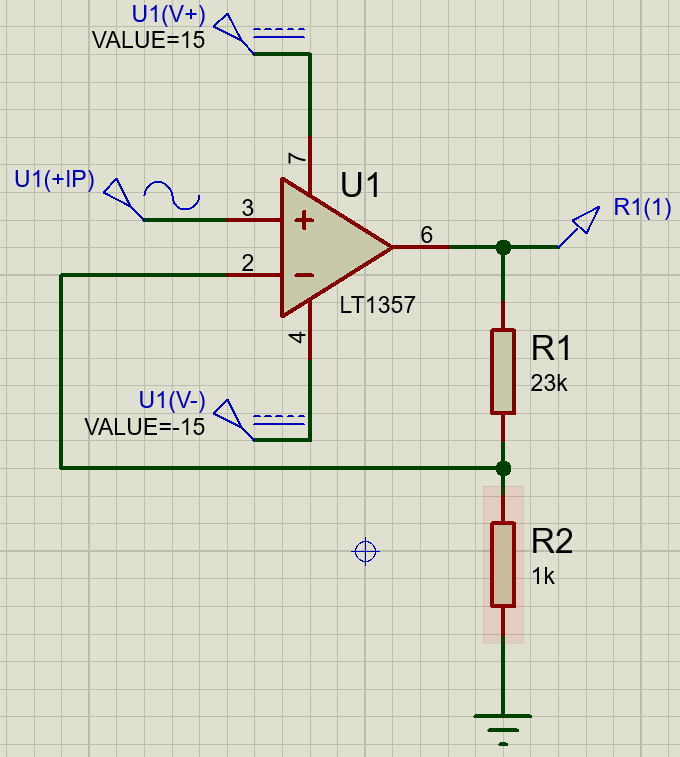 U1(V+)
VALUE=15
7
U1(+IP)
3
U1
+
6
R1(1)
2
−
LT1357
4
R1
23k
U1(V-)
VALUE=-15
R2
1k